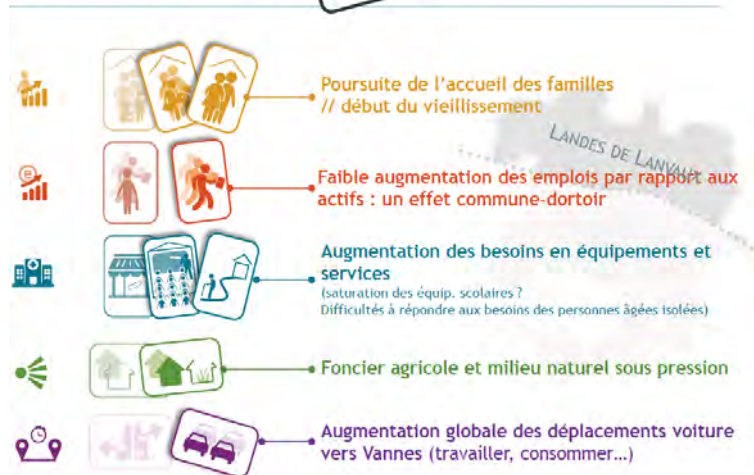 Poursuite de l'accueil des familles
// début du vieillissement
LANDES DE LANVAUX
Faible augmentation des emplois par rapport aux
actifs : un effet commune-dortoir
Augmentation des besoins en équipements et
services
(saturation des équip. scolaires ?
Difficultés à répondre aux besoins des personnes âgées isolées)
Foncier agricole et milieu naturel sous pression
Augmentation globale des déplacements voiture
vers Vannes (travailler, consommer…)